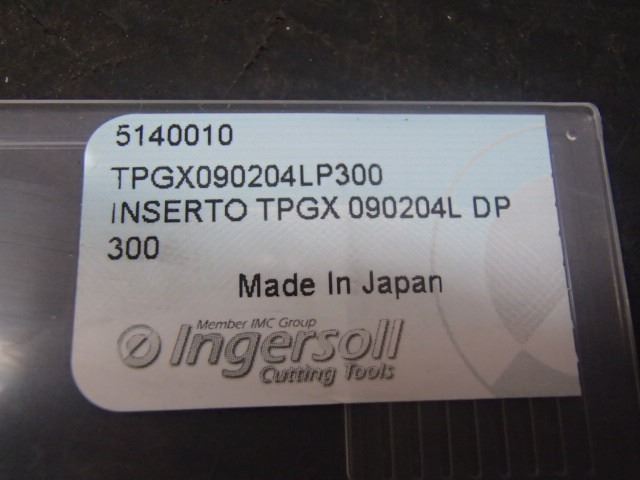 5140010
TPGX090204LP300
INSERTO TPGX 090204L DP
300
Made In Japan
Member IMC Group
Ingersoll
Cutting Tools